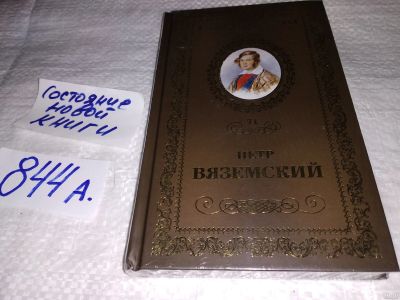 Состояние
новой
книги
844 А.
ПЕТР
ВЯЗЕМСКИЙ